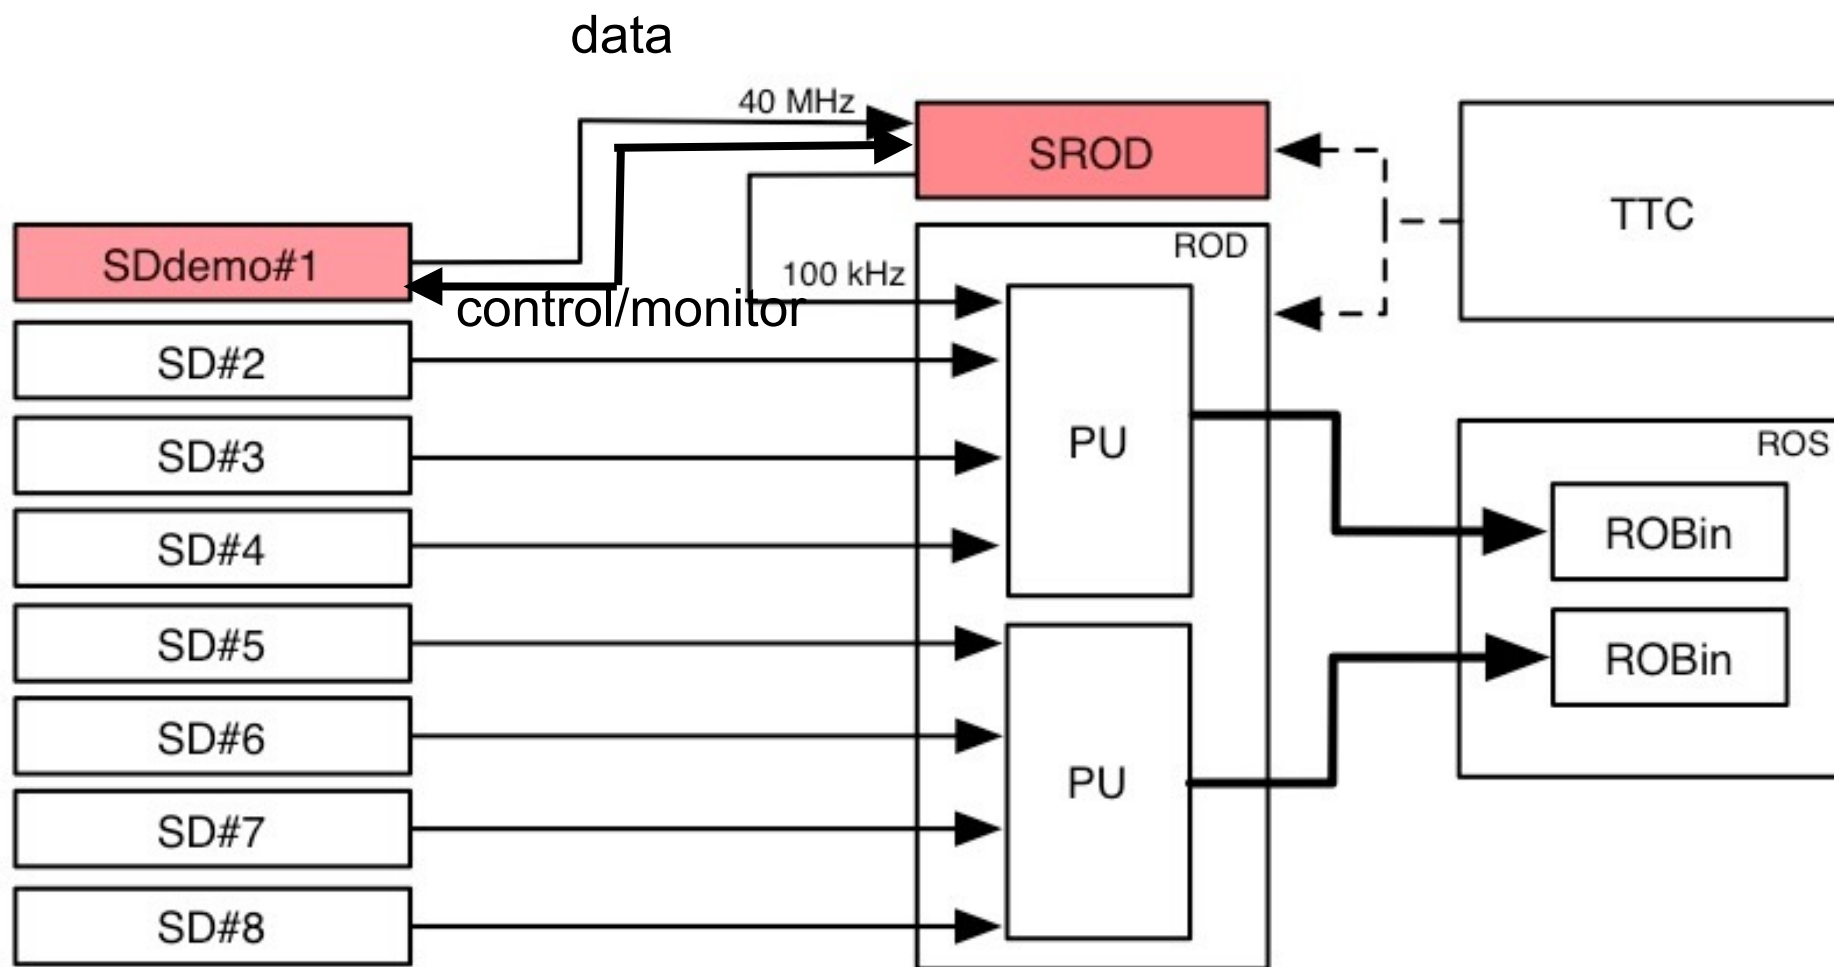 data
40 MHz
SROD
TTC
SDdemo#1
ROD
100 kHz
control/monitor
SD#2
SD#3
SD#4
SD#5
SD#6
SD#7
SD#8
PU
PU
ROS
ROBin
ROBin